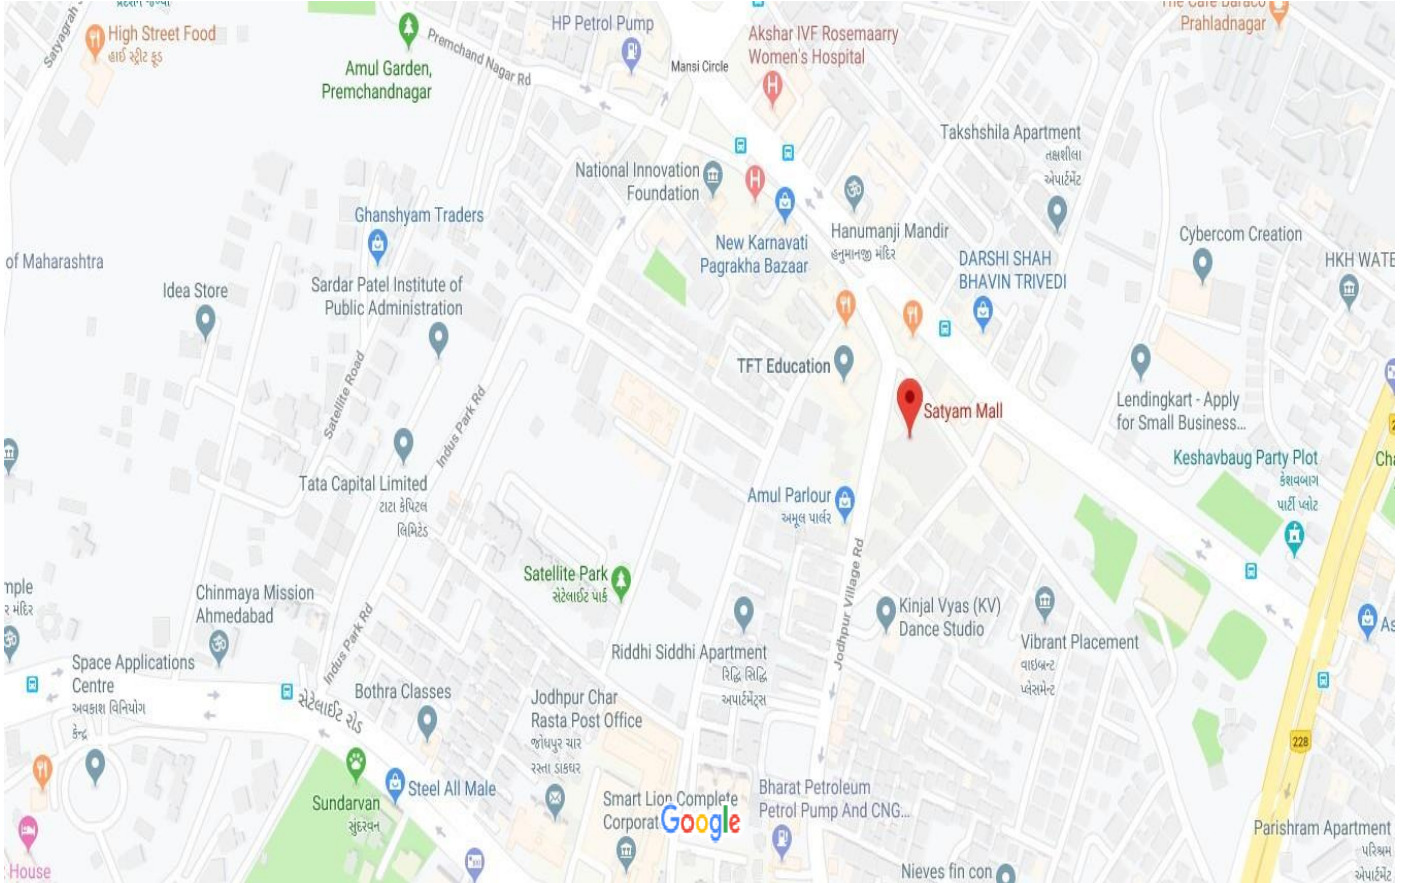 Satyagrah
High Street Food
હાઈ સ્ટ્રીટ ફૂડ
Amul Garden,
Premchandnagar
Premchand Nagar Rd
HP Petrol Pump
Mansi Circle
Akshar IVF Rosemaarry
Women's Hospital
The Cafe Baraco
Prahladnagar
Takshshila Apartment
તક્ષશીલા
એપાર્ટમેંટ
National Innovation
Foundation
Ghanshyam Traders
New Karnavati
Pagrakha Bazaar
Hanumanji Mandir
હનુમાનજી મંદિર
DARSHI SHAH
BHAVIN TRIVEDI
Cybercom Creation
HKH WATE
of Maharashtra
Idea Store
Sardar Patel Institute of
Public Administration
Satellite Road
Indus Park Rd
TFT Education
Satyam Mall
Lendingkart - Apply
for Small Business...
Keshavbaug Party Plot
કેશવબાગ
પાર્ટી પ્લોટ
Cha
Tata Capital Limited
ટાટા કેપિટલ
લિમિટેડ
Amul Parlour
અમૂલ પાર્લર
Jodhpur Village Rd
Satellite Park
સેટેલાઈટ પાર્ક
mple
ર મંદિર
Chinmaya Mission
Ahmedabad
Indus Park Rd
Kinjal Vyas (KV)
Dance Studio
Vibrant Placement
વાઇબ્રન્ટ
પ્લેસમેન્ટ
As
Riddhi Siddhi Apartment
રિદ્ધિ સિદ્ધિ
અપાર્ટમેંટ્સ
Space Applications
Centre
અવકાશ વિનિયોગ
કેન્દ્ર
સેટેલાઈટ રોડ
Bothra Classes
Jodhpur Char
Rasta Post Office
જોધપુર ચાર
રસ્તા ડાકઘર
228
Sundarvan
સુંદરવન
Steel All Male
Smart Lion Complete
Corporat
Google
Bharat Petroleum
Petrol Pump And CNG...
Parishram Apartment
પરિશ્રમ
એપાર્ટમેંટ
House
Nieves fin con